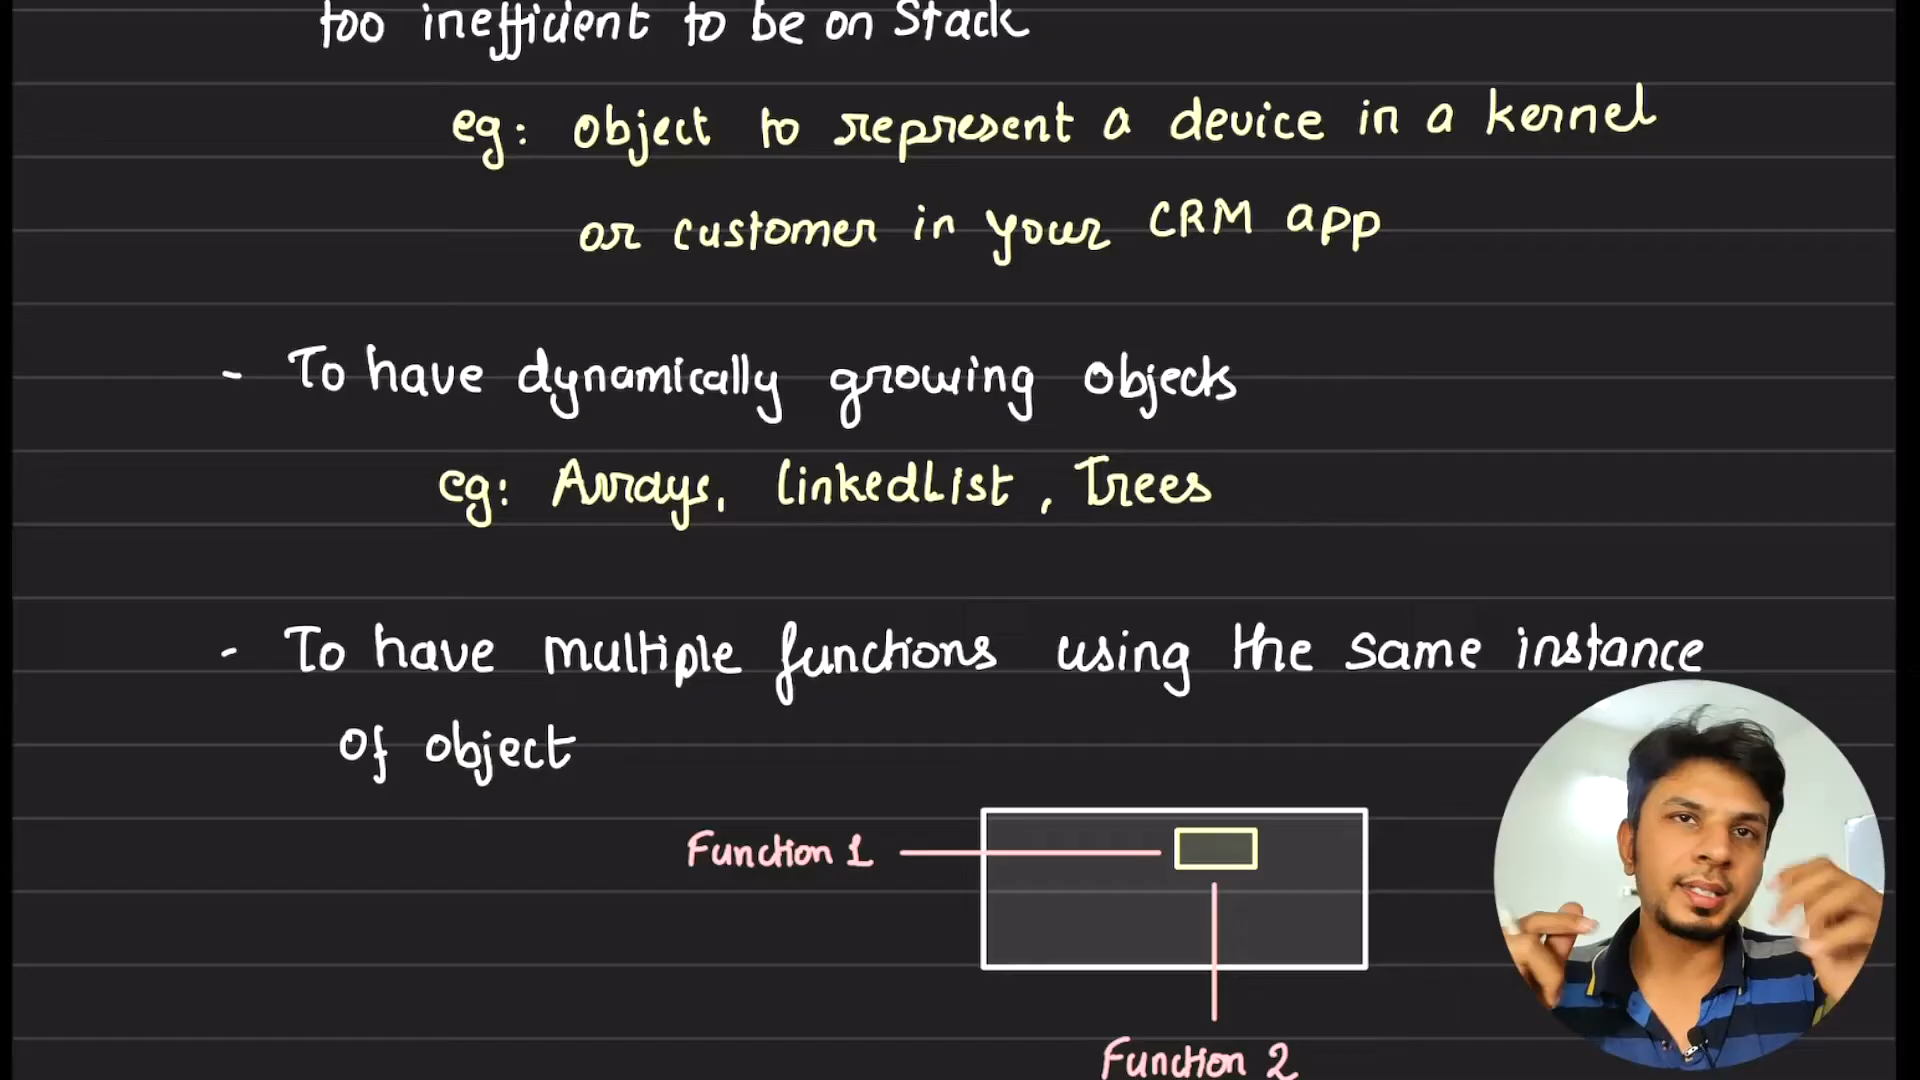 too inefficient to be on Stack
eg: object to represent a device in a kernel
or customer in your CRM app
- To have dynamically growing objects
eg: Arrays, LinkedList, Trees
- To have multiple functions using the same instance
of object
Function 1
Function 2